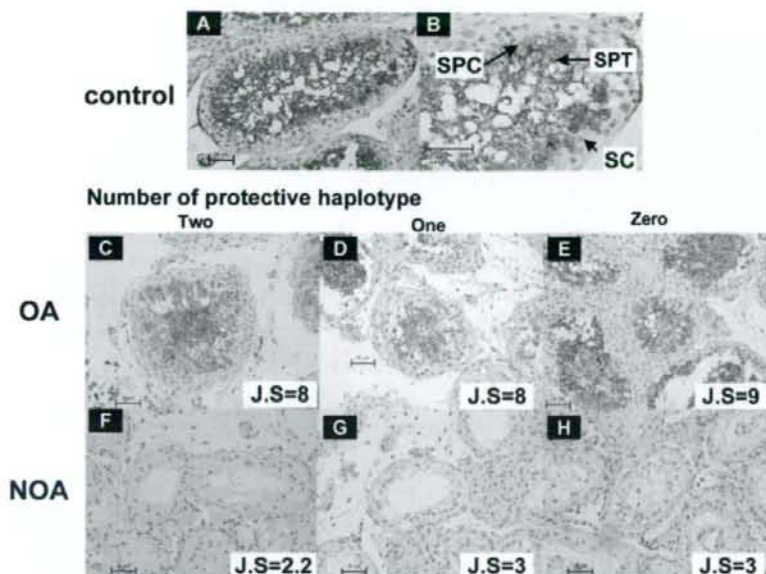 A B
SPC SPT
control
SC
Number of protective haplotype
Two One Zero
C D E
OA
J.S=8 J.S=8 J.S=9
F G H
NOA
J.S=2.2 J.S=3 J.S=3